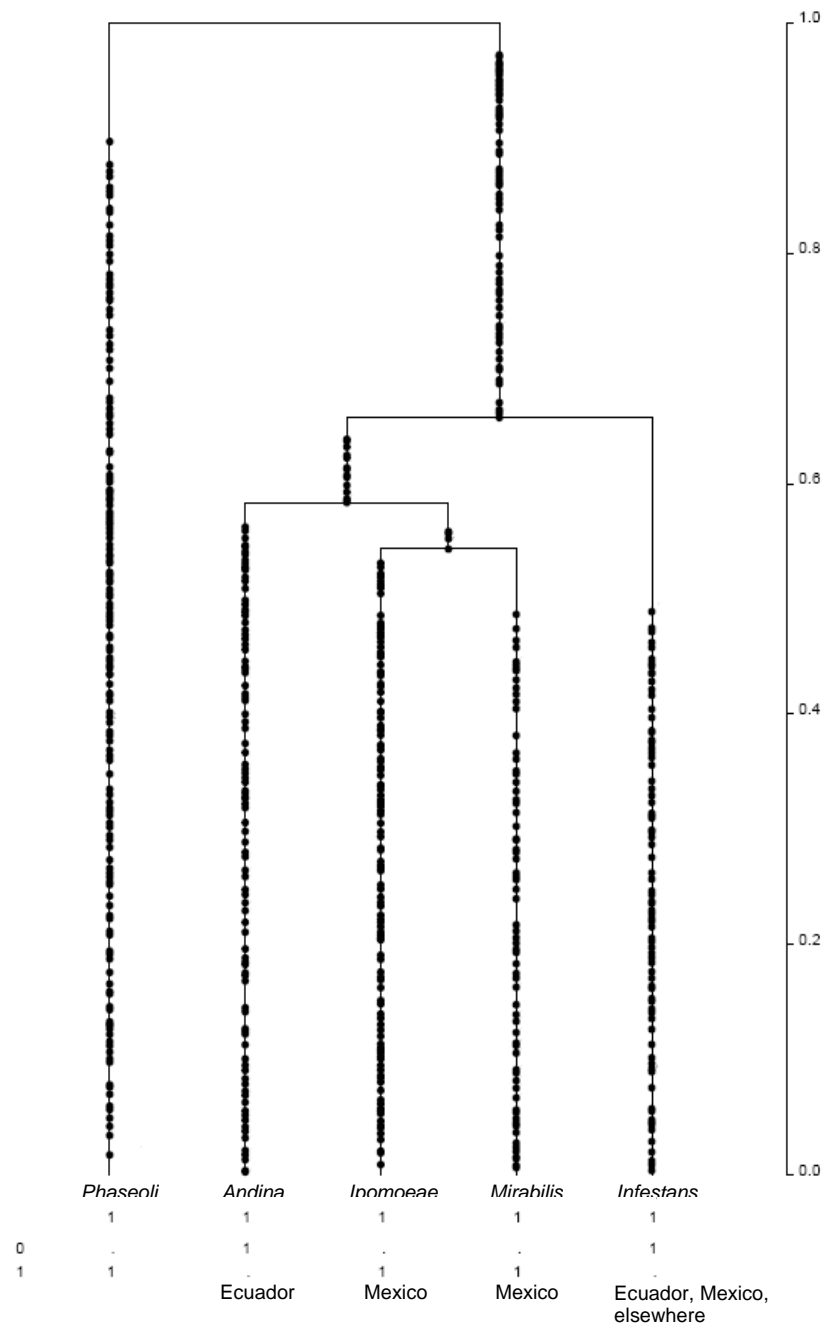 1.0
0.8
0.6
0.4
0.2
0.0
Phaseoli Andina Ipomoeae Mirabilis Infestans
1 1 1 1 1
0 . 1 . . 1
1 1 . 1 1 .
Ecuador Mexico Mexico Ecuador, Mexico,
elsewhere